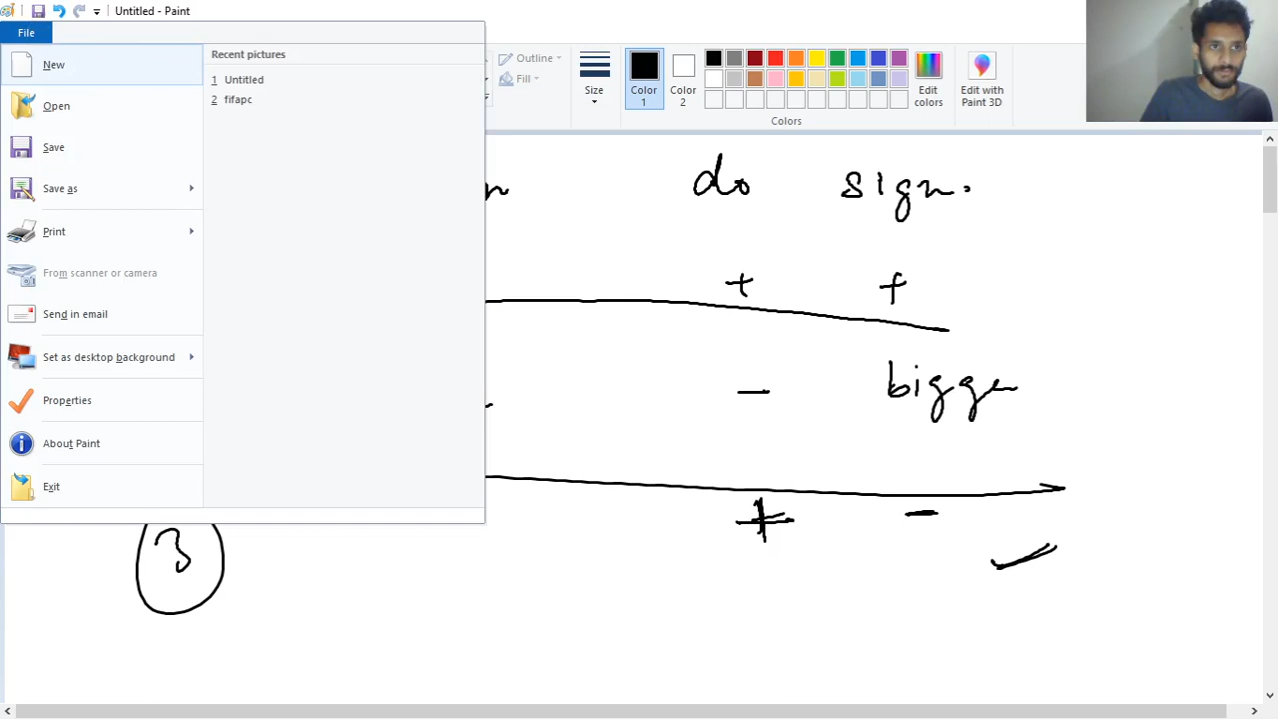 Untitled - Paint
File
New
Open
Save
Save as
Print
From scanner or camera
Send in email
Set as desktop background
Properties
About Paint
Exit
Recent pictures
1 Untitled
2 fifapc
Outline
Fill
Size
Color 1
Color 2
Edit colors
Edit with Paint 3D
Colors
do sign.
+ +
-
+ -
3